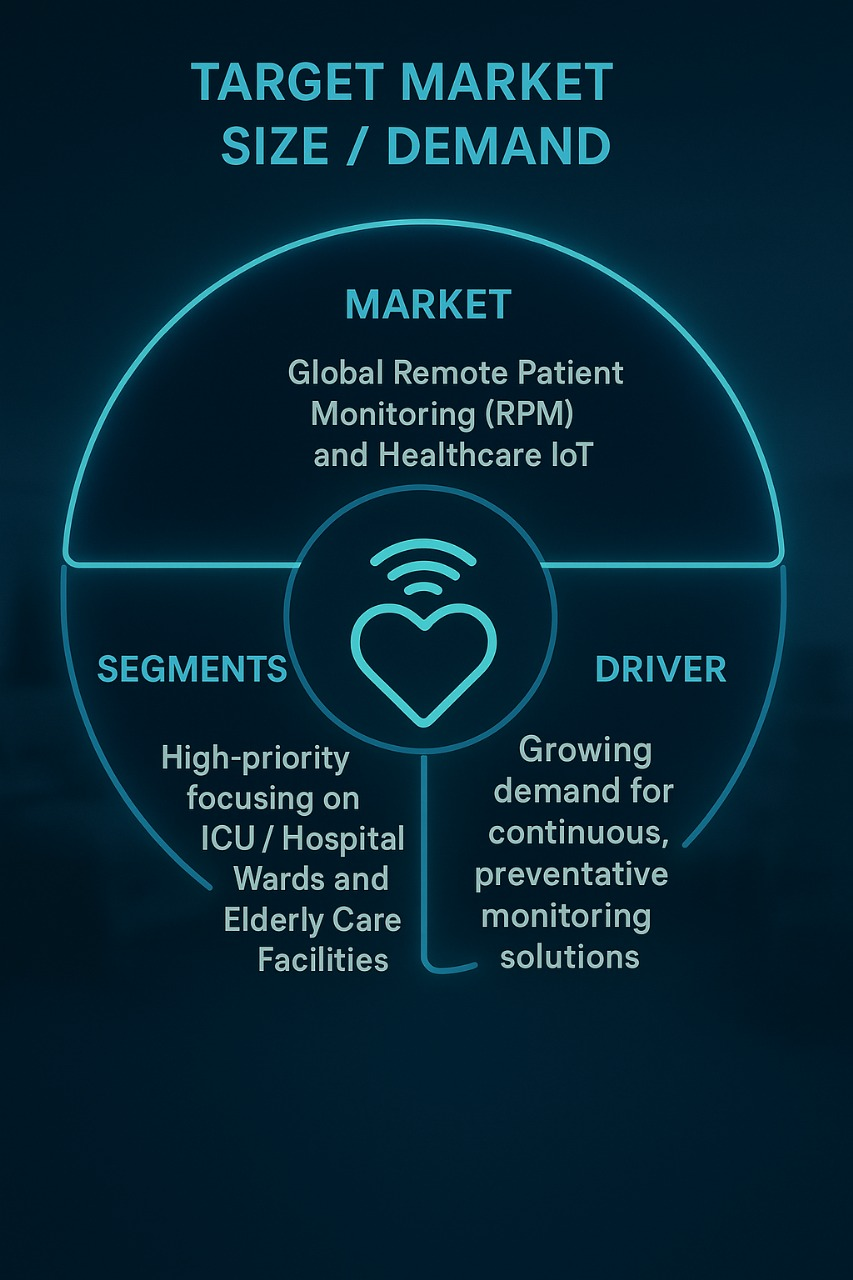 TARGET MARKET
SIZE / DEMAND
MARKET
Global Remote Patient
Monitoring (RPM)
and Healthcare IoT
SEGMENTS
High-priority
focusing on
ICU / Hospital
Wards and
Elderly Care
Facilities
DRIVER
Growing
demand for
continuous,
preventative
monitoring
solutions